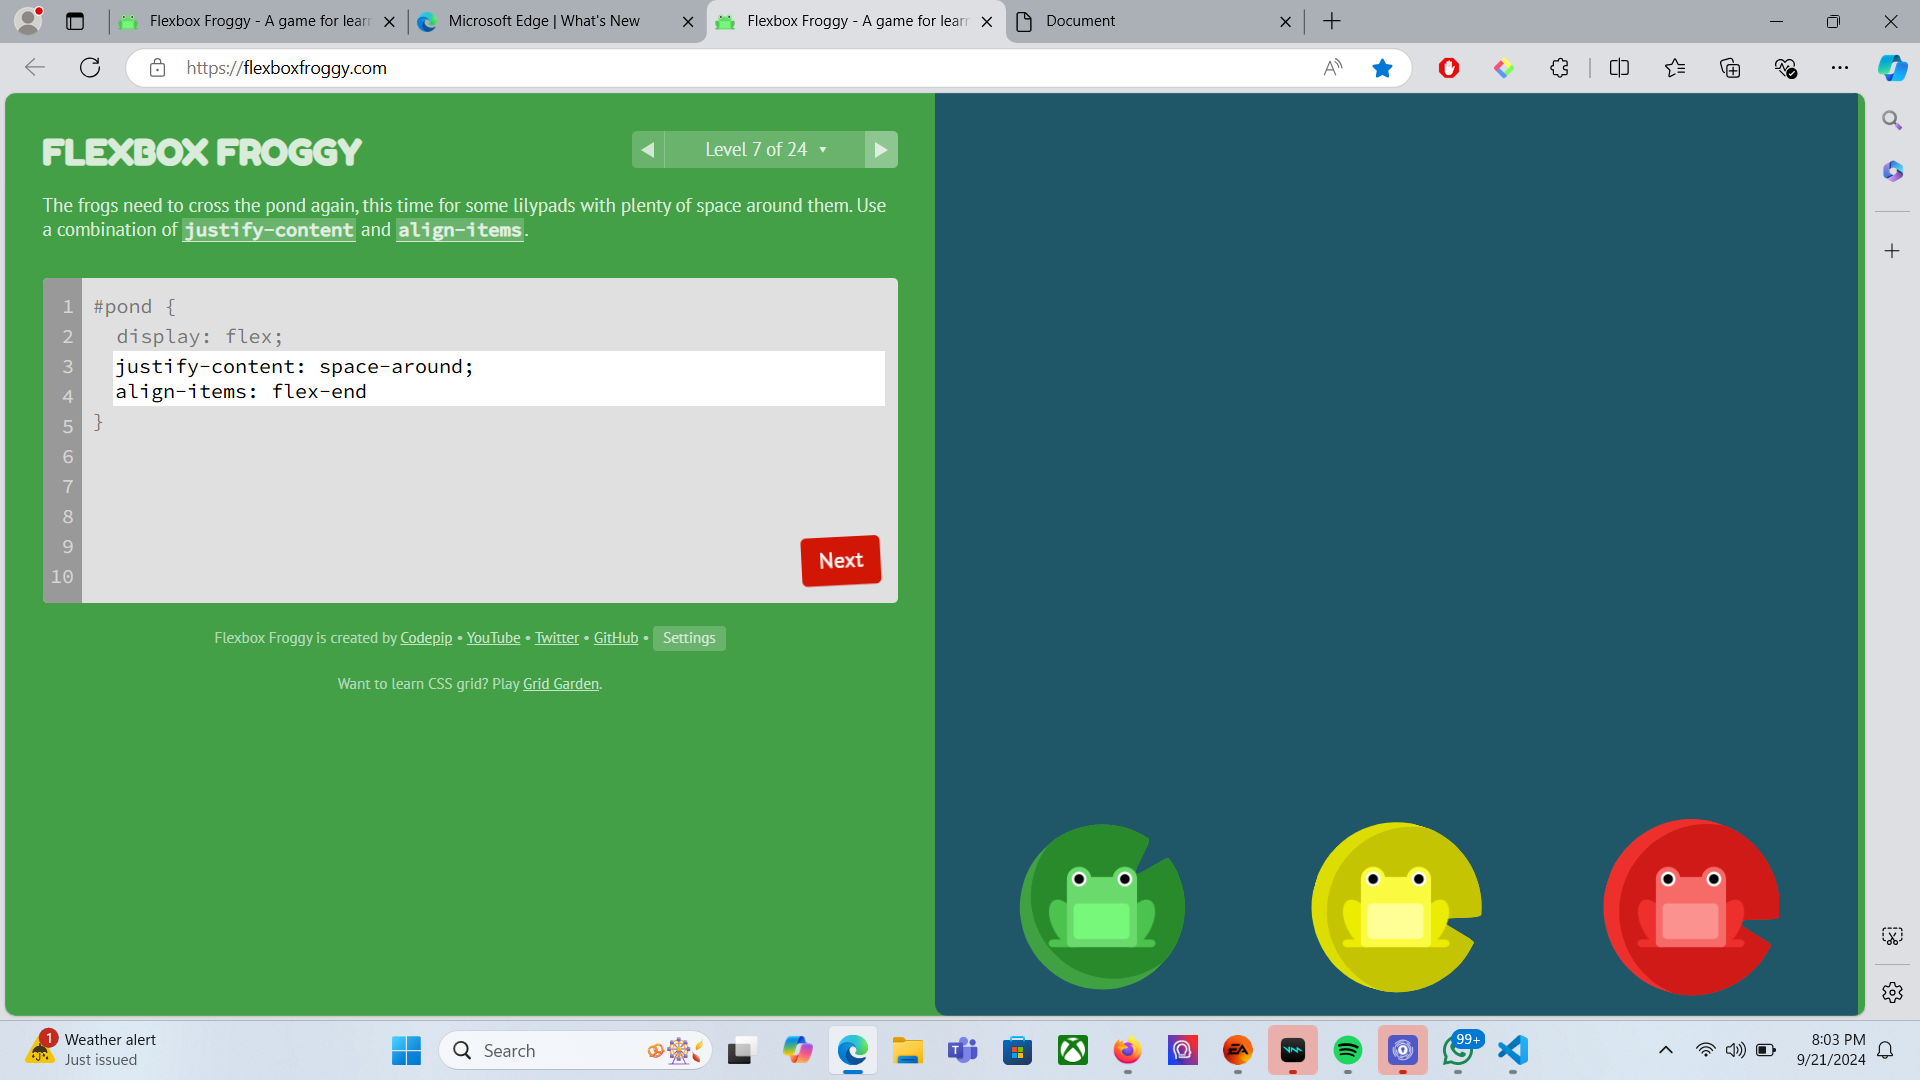 Flexbox Froggy - A game for lear
Microsoft Edge | What's New
Flexbox Froggy - A game for lear
Document
https://flexboxfroggy.com
FLEXBOX FROGGY
Level 7 of 24
The frogs need to cross the pond again, this time for some lilypads with plenty of space around them. Use
a combination of justify-content and align-items.
1 #pond {
2 display: flex;
3 justify-content: space-around;
4 align-items: flex-end
5 }
6
7
8
9
10
Next
Flexbox Froggy is created by Codepip • YouTube • Twitter • GitHub • Settings
Want to learn CSS grid? Play Grid Garden.
1
Weather alert
Just issued
Search
EA
99+
8:03 PM
9/21/2024